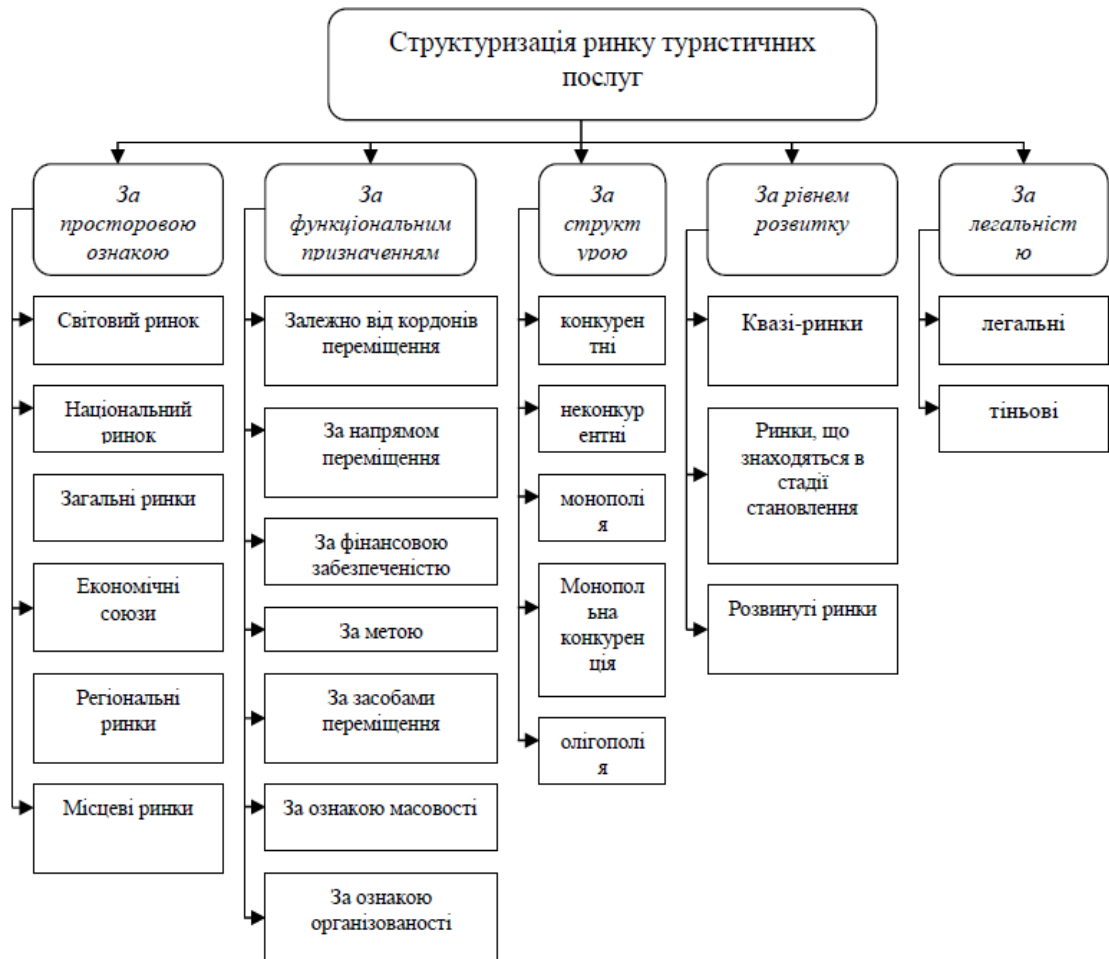 Структуризація ринку туристичних
послуг
За
просторовою
ознакою
Світовий ринок
Національний
ринок
Загальні ринки
Економічні
союзи
Регіональні
ринки
Місцеві ринки
За
функціональним
призначенням
Залежно від кордонів
переміщення
За напрямом
переміщення
За фінансовою
забезпеченістю
За метою
За засобами
переміщення
За ознакою масовості
За ознакою
організованості
За
структ
урою
конкурен
тні
неконкур
ентні
монополі
я
Монопол
ьна
конкурен
ція
олігополі
я
За рівнем
розвитку
Квазі-ринки
Ринки, що
знаходяться в
стадії
становлення
Розвинуті ринки
За
легальніст
ю
легальні
тіньові